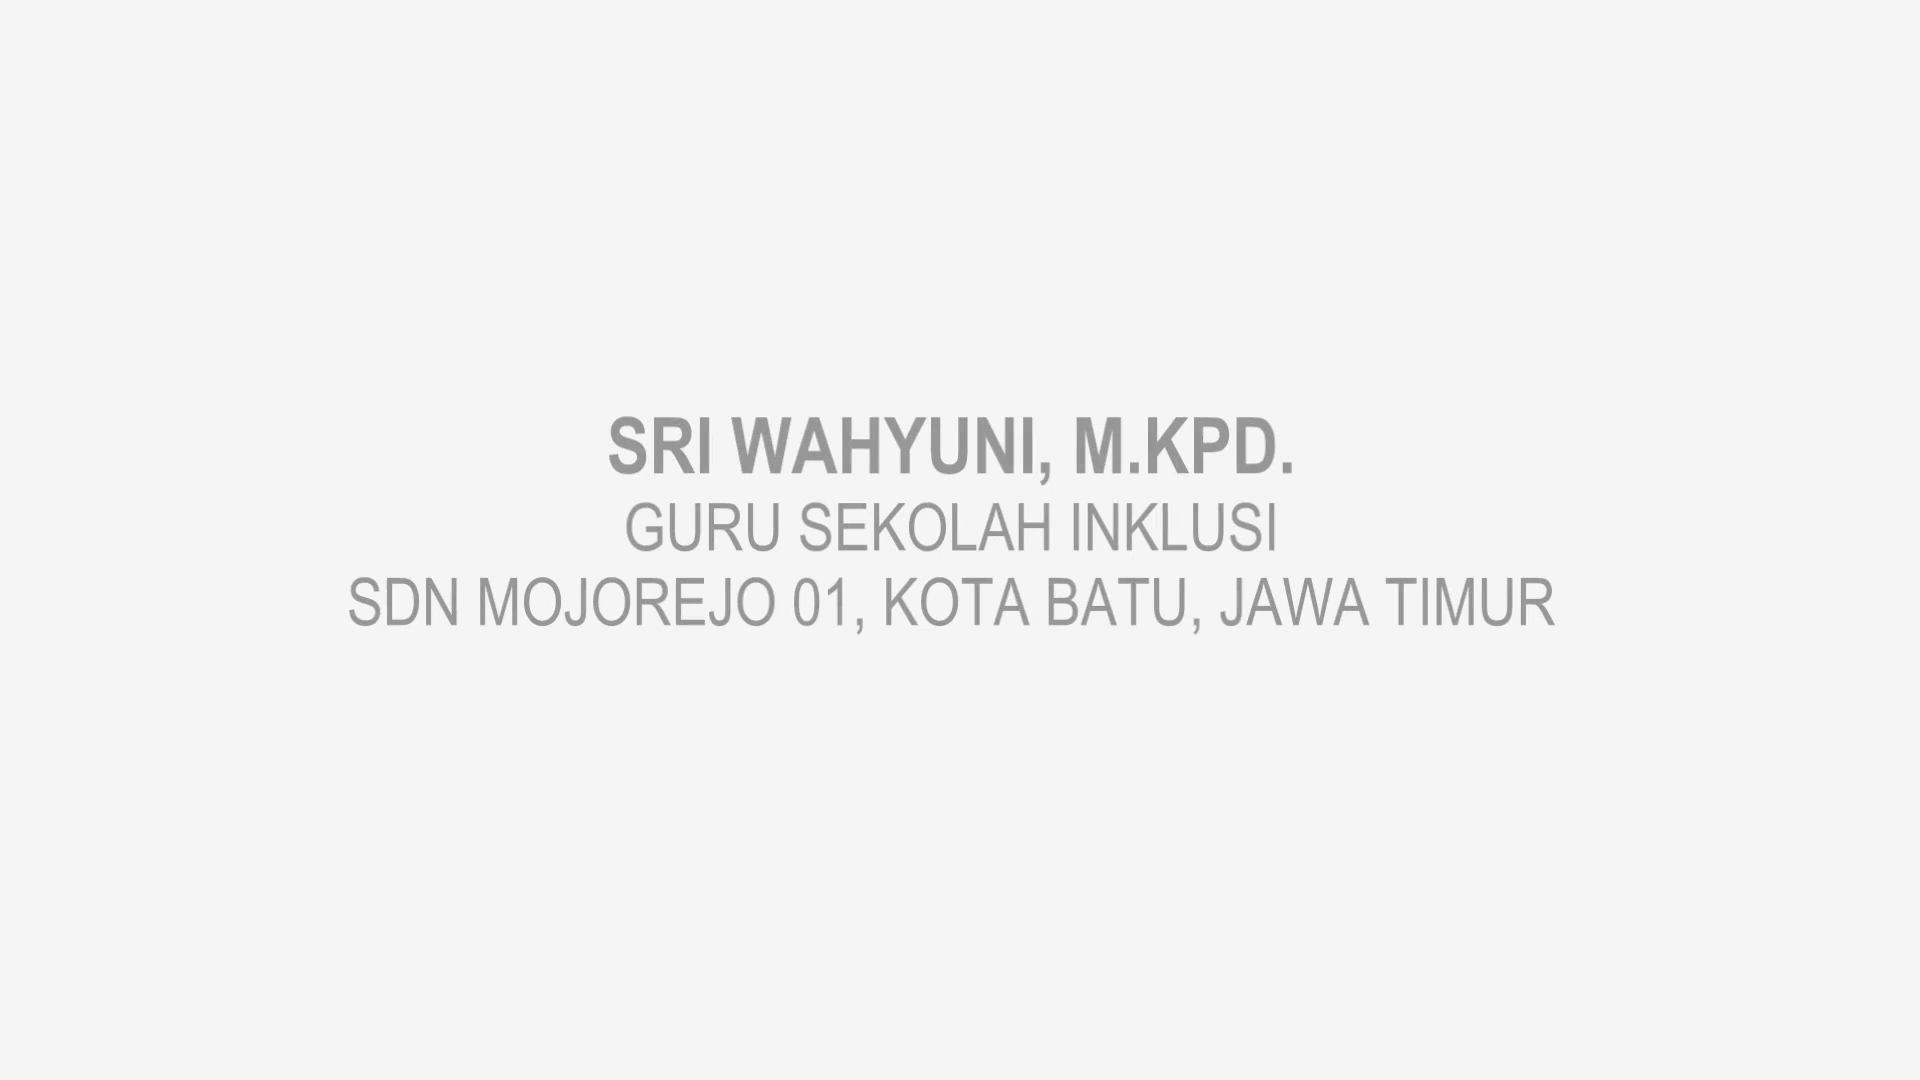 SRI WAHYUNI, M.KPD.
GURU SEKOLAH INKLUSI
SDN MOJOREJO 01, KOTA BATU, JAWA TIMUR